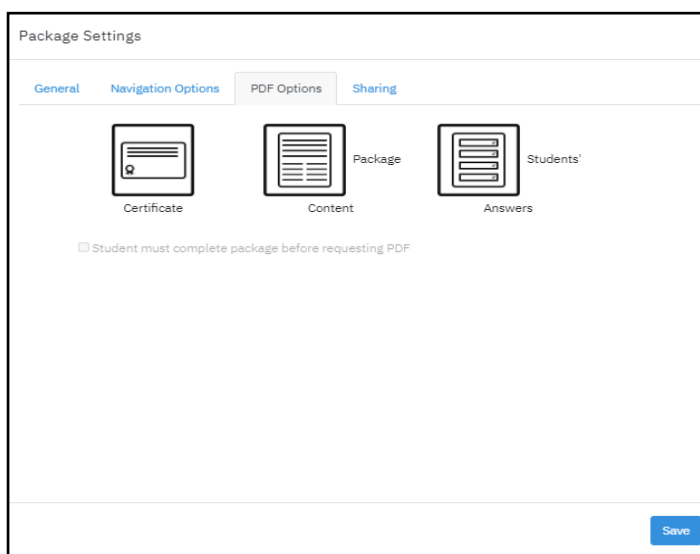 Package Settings
General Navigation Options PDF Options Sharing
Package Students'
Certificate Content Answers
Student must complete package before requesting PDF
Save